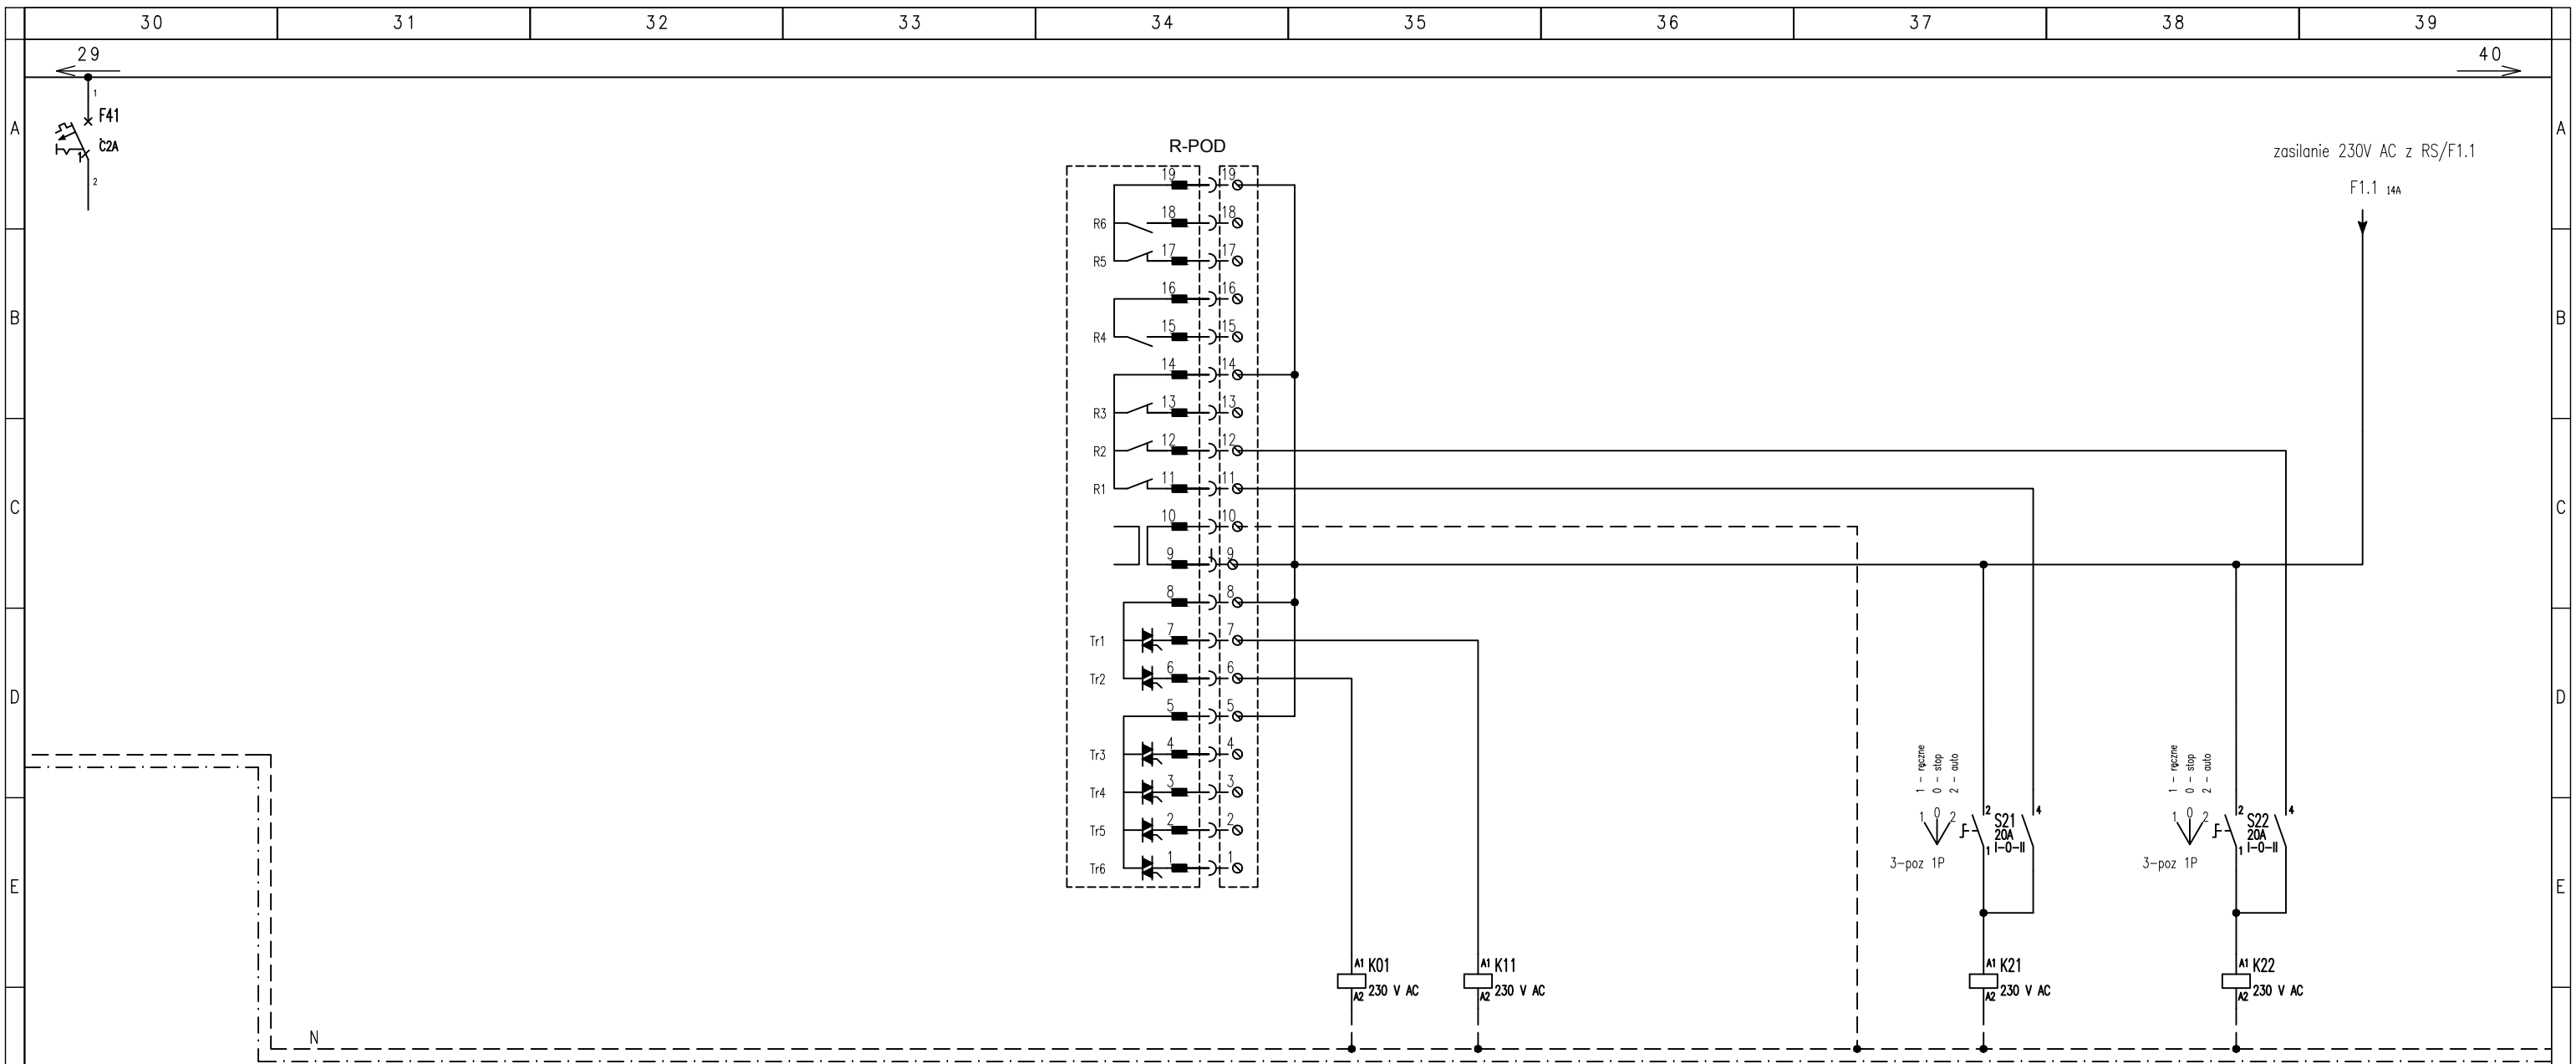 30 31 32 33 34 35 36 37 38 39
29 40
A A
1
F41
C2A
1
2
R-POD
zasilanie 230V AC z RS/F1.1
F1.1 14A
19 19
R6 18 18
R5 17 17
B B
16 16
R4 15 15
14 14
R3 13 13
R2 12 12
R1 11 11
C C
10 10
9 9
8 8
Tr1 7 7
Tr2 6 6
D D
5 5
Tr3 4 4
Tr4 3 3
Tr5 2 2
Tr6 1 1
E E
1 - ręczne
0 - stop
2 - auto
1 0 2
3-poz 1P
2 4
S21
20A
1 I-0-II
1 - ręczne
0 - stop
2 - auto
1 0 2
3-poz 1P
2 4
S22
20A
1 I-0-II
A1 K01
A2 230 V AC
A1 K11
A2 230 V AC
A1 K21
A2 230 V AC
A1 K22
A2 230 V AC
N